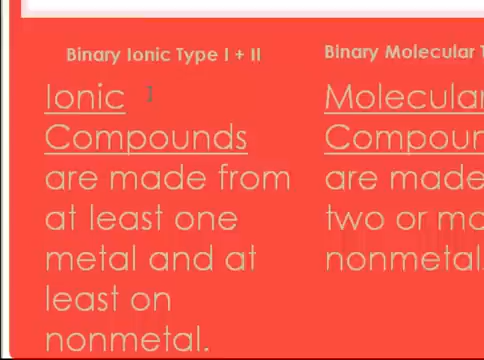 Binary Ionic Type I + II
Ionic
Compounds
are made from
at least one
metal and at
least on
nonmetal.
Binary Molecular
Molecular
Compoun
are made
two or mo
nonmetal